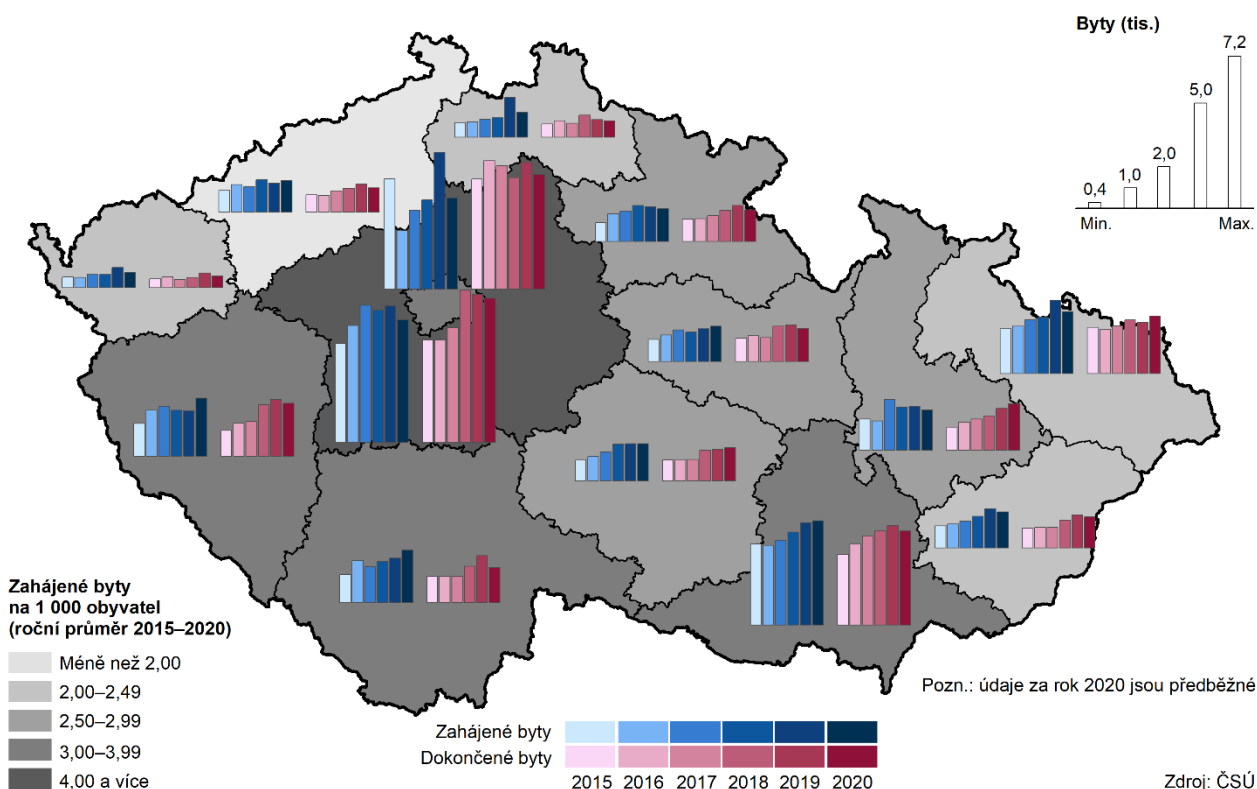 Byty (tis.)
7,2
5,0
2,0
1,0
0,4
Min.
Max.
Zahájené byty
na 1 000 obyvatel
(roční průměr 2015–2020)
Méně než 2,00
2,00–2,49
2,50–2,99
3,00–3,99
4,00 a více
Pozn.: údaje za rok 2020 jsou předběžné
Zahájené byty
Dokončené byty
2015 2016 2017 2018 2019 2020
Zdroj: ČSÚ